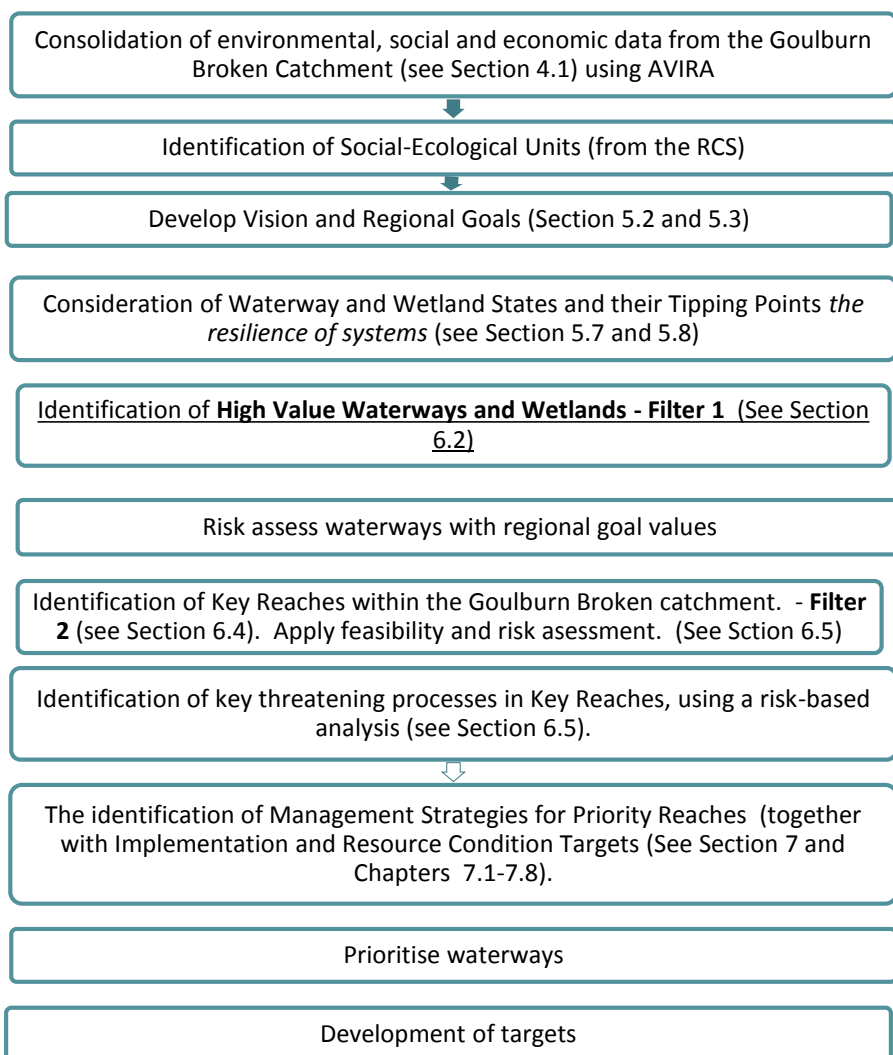 Consolidation of environmental, social and economic data from the Goulburn
Broken Catchment (see Section 4.1) using AVIRA
Identification of Social-Ecological Units (from the RCS)
Develop Vision and Regional Goals (Section 5.2 and 5.3)
Consideration of Waterway and Wetland States and their Tipping Points the
resilience of systems (see Section 5.7 and 5.8)
Identification of High Value Waterways and Wetlands - Filter 1 (See Section
6.2)
Risk assess waterways with regional goal values
Identification of Key Reaches within the Goulburn Broken catchment. - Filter
2 (see Section 6.4). Apply feasibility and risk asessment. (See Sction 6.5)
Identification of key threatening processes in Key Reaches, using a risk-based
analysis (see Section 6.5).
The identification of Management Strategies for Priority Reaches (together
with Implementation and Resource Condition Targets (See Section 7 and
Chapters 7.1-7.8).
Prioritise waterways
Development of targets